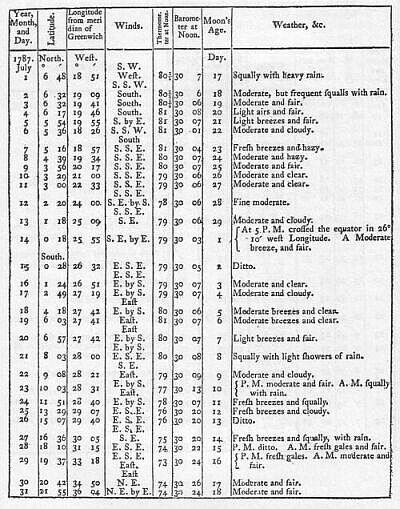 Year, Month, and Day. Latitude. Longitude from meridian of Greenwich Winds. Thermometer at Noon. Barometer at Noon. Moon's Age. Weather, &c.
1787. North. West. Day.
July S. W.
1 6 48 18 51 West. 80 30 7 17 Squally with heavy rain.
S. S. W.
2 6 32 19 09 South. 80 30 6 18 Moderate, but frequent squalls with rain.
3 6 32 19 41 South. 80 30 06 19 Moderate and fair.
4 6 17 19 46 South. 81 30 08 20 Light airs and fair.
5 5 54 19 55 S. by E. 81 30 07 21 Light breezes and fair.
6 5 36 18 26 S. S. W. 81 30 01 22 Moderate and cloudy.
South
7 5 16 18 57 S. S. E. 81 30 04 23 Fresh breezes and hazy.
8 4 39 19 34 S. S. E. 80 30 07 24 Moderate and hazy.
9 3 56 20 17 S. S. E. 80 30 07 25 Moderate and fair.
10 3 29 21 00 S. S. E. 80 30 06 26 Moderate and clear.
11 3 00 22 33 S. S. E. 80 30 06 27 Moderate and clear.
S. S. E.
12 2 20 24 00 S. E. by S. 78 30 06 28 Fine moderate.
S. S. E.
13 1 18 25 09 S. E. 80 30 06 29 Moderate and cloudy.
14 0 18 25 55 S. E. by E. 79 30 03 1 { At 5 P. M. crossed the equator in 26°
10' west Longitude. A Moderate
breeze, and fair.
South.
15 0 28 26 32 E. S. E. 79 30 05 2 Ditto.
E. S. E.
16 1 24 26 51 E. by S. 79 30 07 3 Moderate and clear.
17 2 49 27 19 E. by S. 79 30 07 4 Moderate and cloudy.
East
18 4 18 27 42 E. by S. 80 30 06 5 Moderate breezes and clear.
19 6 03 27 41 East. 81 30 07 6 Moderate breezes and clear.
East
20 6 57 27 42 E. by S. 80 30 07 7 Light breezes and fair.
E. by S.
21 8 03 28 00 E. S. E. 80 30 08 8 Squally with light showers of rain.
S. E.
22 9 08 28 21 East. 79 30 09 9 Moderate and cloudy.
23 10 03 28 31 E. by S. 77 30 13 10 { P. M. moderate and fair. A. M. squally
East. with rain.
24 11 51 28 40 E. by S. 78 30 07 11 Fresh breezes and squally.
25 13 29 29 07 E. S. E. 76 30 20 12 Fresh breezes and cloudy.
26 15 07 29 40 E. S. E. 76 30 20 13 Ditto.
E. S. E.
27 16 36 30 05 S. E. 75 30 20 14 Fresh breezes and squally, with rain.
28 18 10 31 15 E. S. E. 74 30 22 15 P. M. ditto. A. M. fresh gales and fair.
29 19 37 33 18 E. S. E. 73 30 24 16 { P. M. fresh gales. A. M. moderate and
East. fair.
East.
30 20 42 34 50 N. E. 74 30 26 17 Moderate and fair.
31 21 55 36 04 N. E. by E. 74 30 24 18 Moderate and fair.